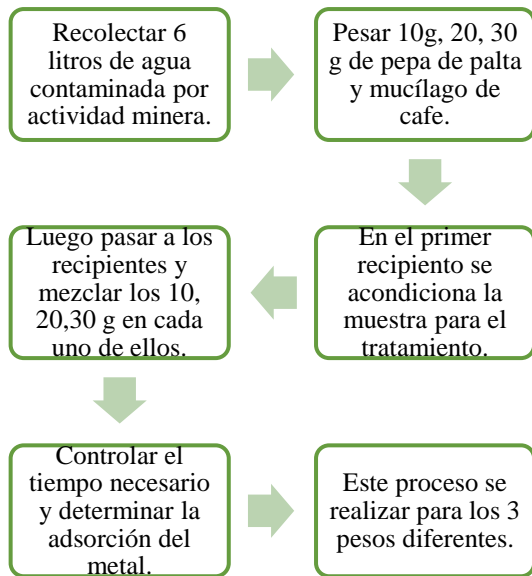 Recolectar 6
litros de agua
contaminada por
actividad minera.
Pesar 10g, 20, 30
g de pepa de palta
y mucílago de
cafe.
En el primer
recipiento se
acondiciona la
muestra para el
tratamiento.
Luego pasar a los
recipientes y
mezclar los 10,
20,30 g en cada
uno de ellos.
Controlar el
tiempo necesario
y determinar la
adsorción del
metal.
Este proceso se
realizar para los 3
pesos diferentes.